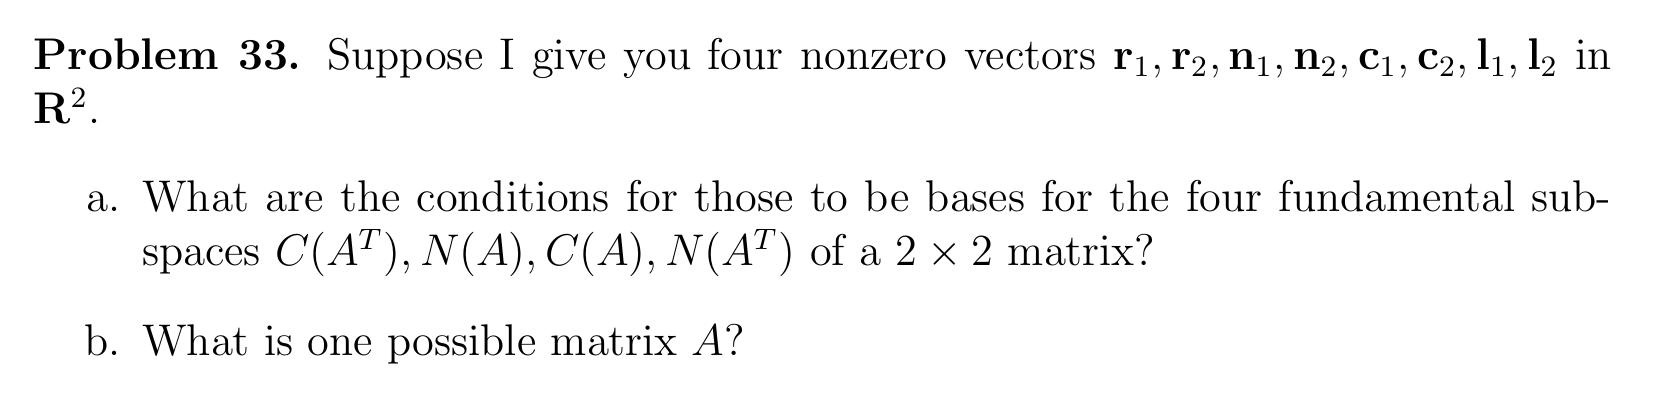 Problem 33. Suppose I give you four nonzero vectors r₁, r₂, n₁, n₂, c₁, c₂, l₁, l₂ in
R².
a. What are the conditions for those to be bases for the four fundamental sub-
spaces C(Aᵀ), N(A), C(A), N(Aᵀ) of a 2 × 2 matrix?
b. What is one possible matrix A?